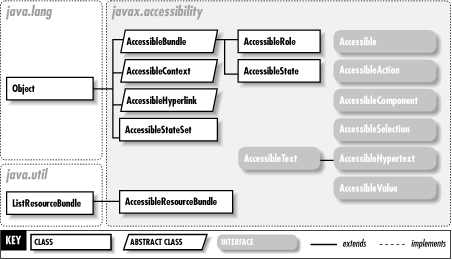 java.lang
javax.accessibility
AccessibleBundle
AccessibleRole
Accessible
AccessibleContext
AccessibleState
AccessibleAction
Object
AccessibleHyperlink
AccessibleComponent
AccessibleStateSet
AccessibleSelection
AccessibleText
AccessibleHypertext
java.util
AccessibleValue
ListResourceBundle
AccessibleResourceBundle
KEY
CLASS
ABSTRACT CLASS
INTERFACE
extends
implements